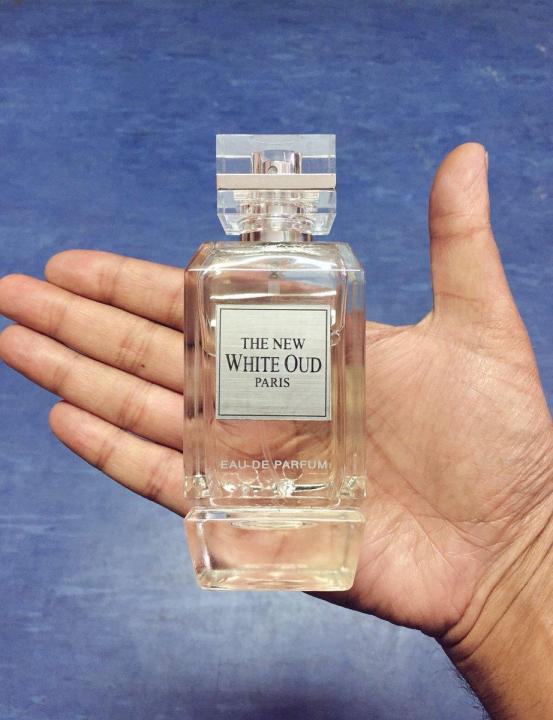 THE NEW
WHITE OUD
PARIS
EAU DE PARFUM